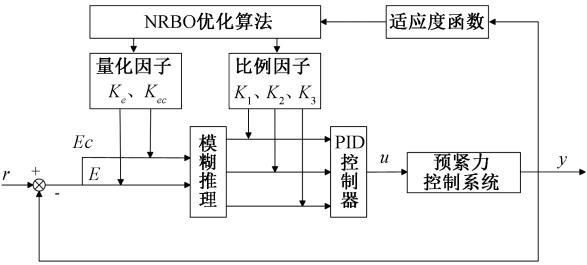 NRBO优化算法
适应度函数
量化因子
Ke、Kec
比例因子
K1、K2、K3
Ec
E
r
+
-
模糊推理
PID
控制器
u
预紧力
控制系统
y